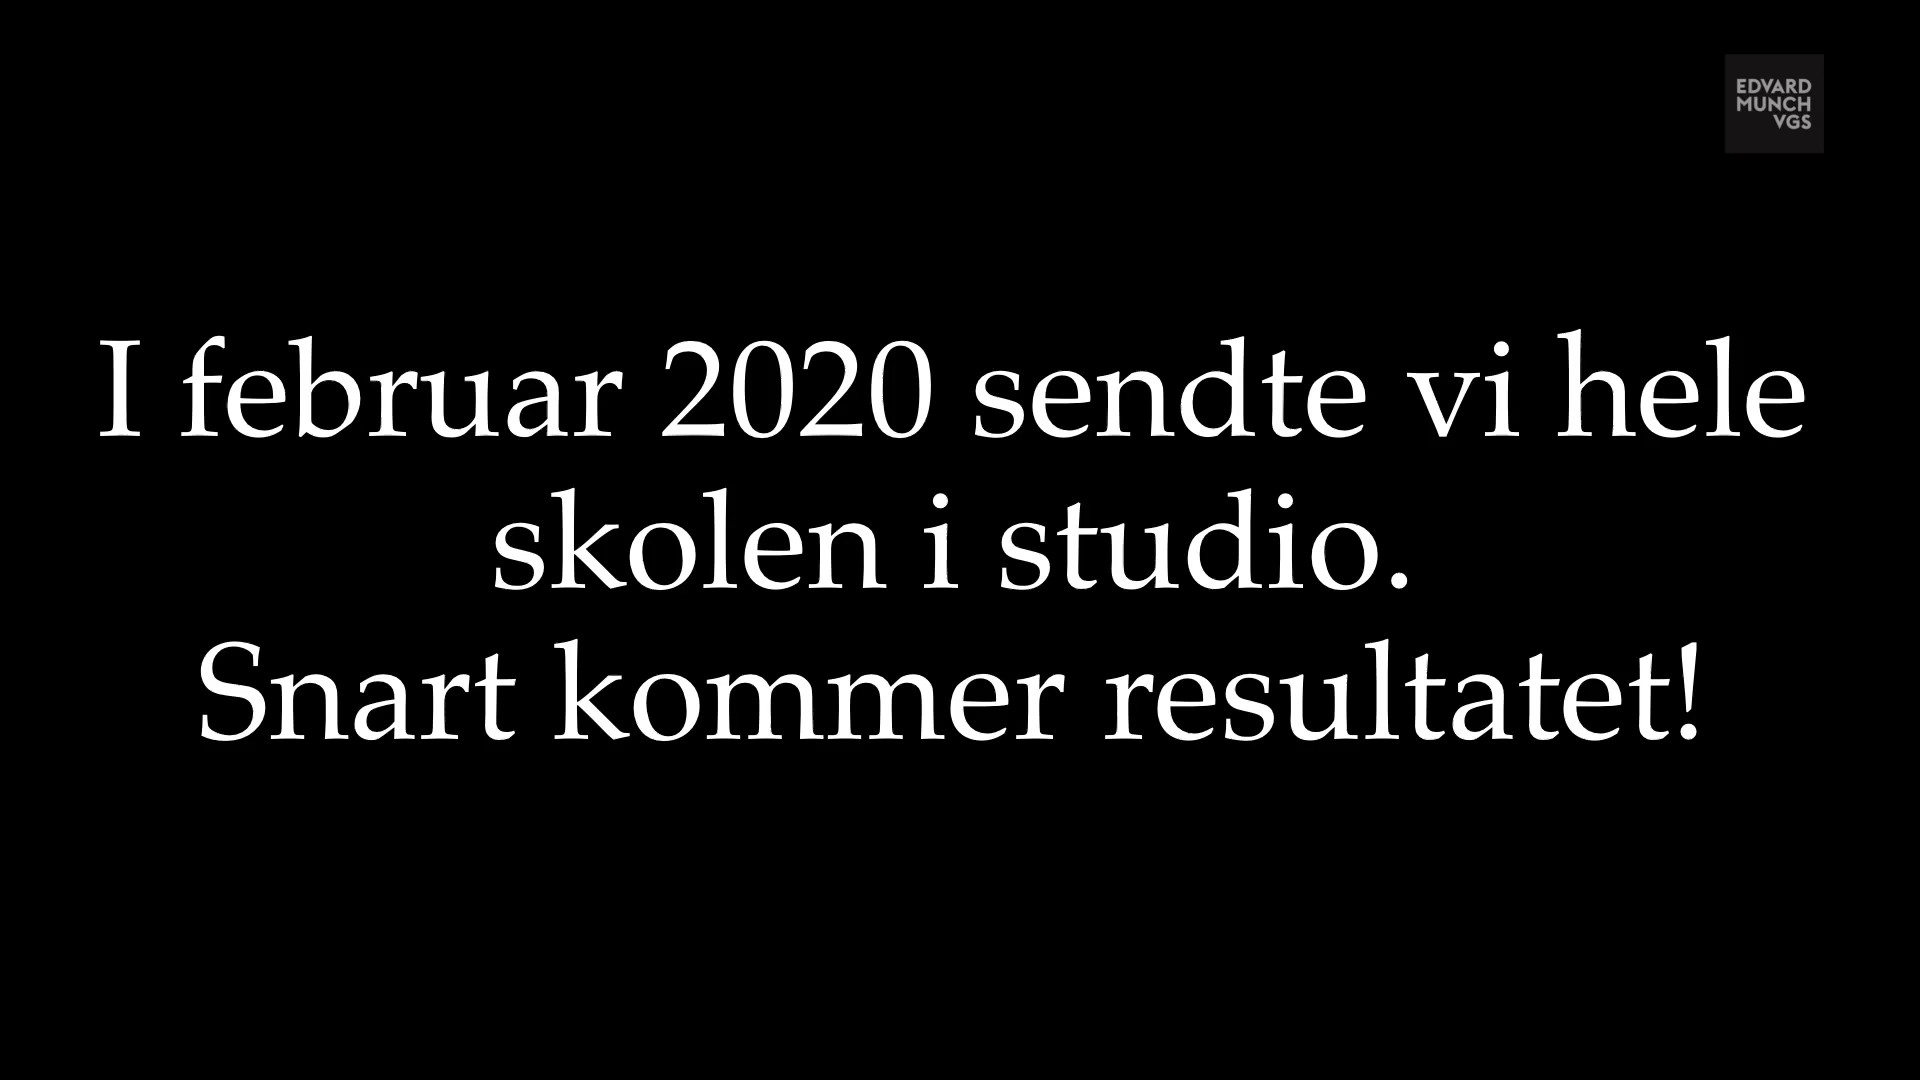 EDVARD
MUNCH
VGS
I februar 2020 sendte vi hele
skolen i studio.
Snart kommer resultatet!